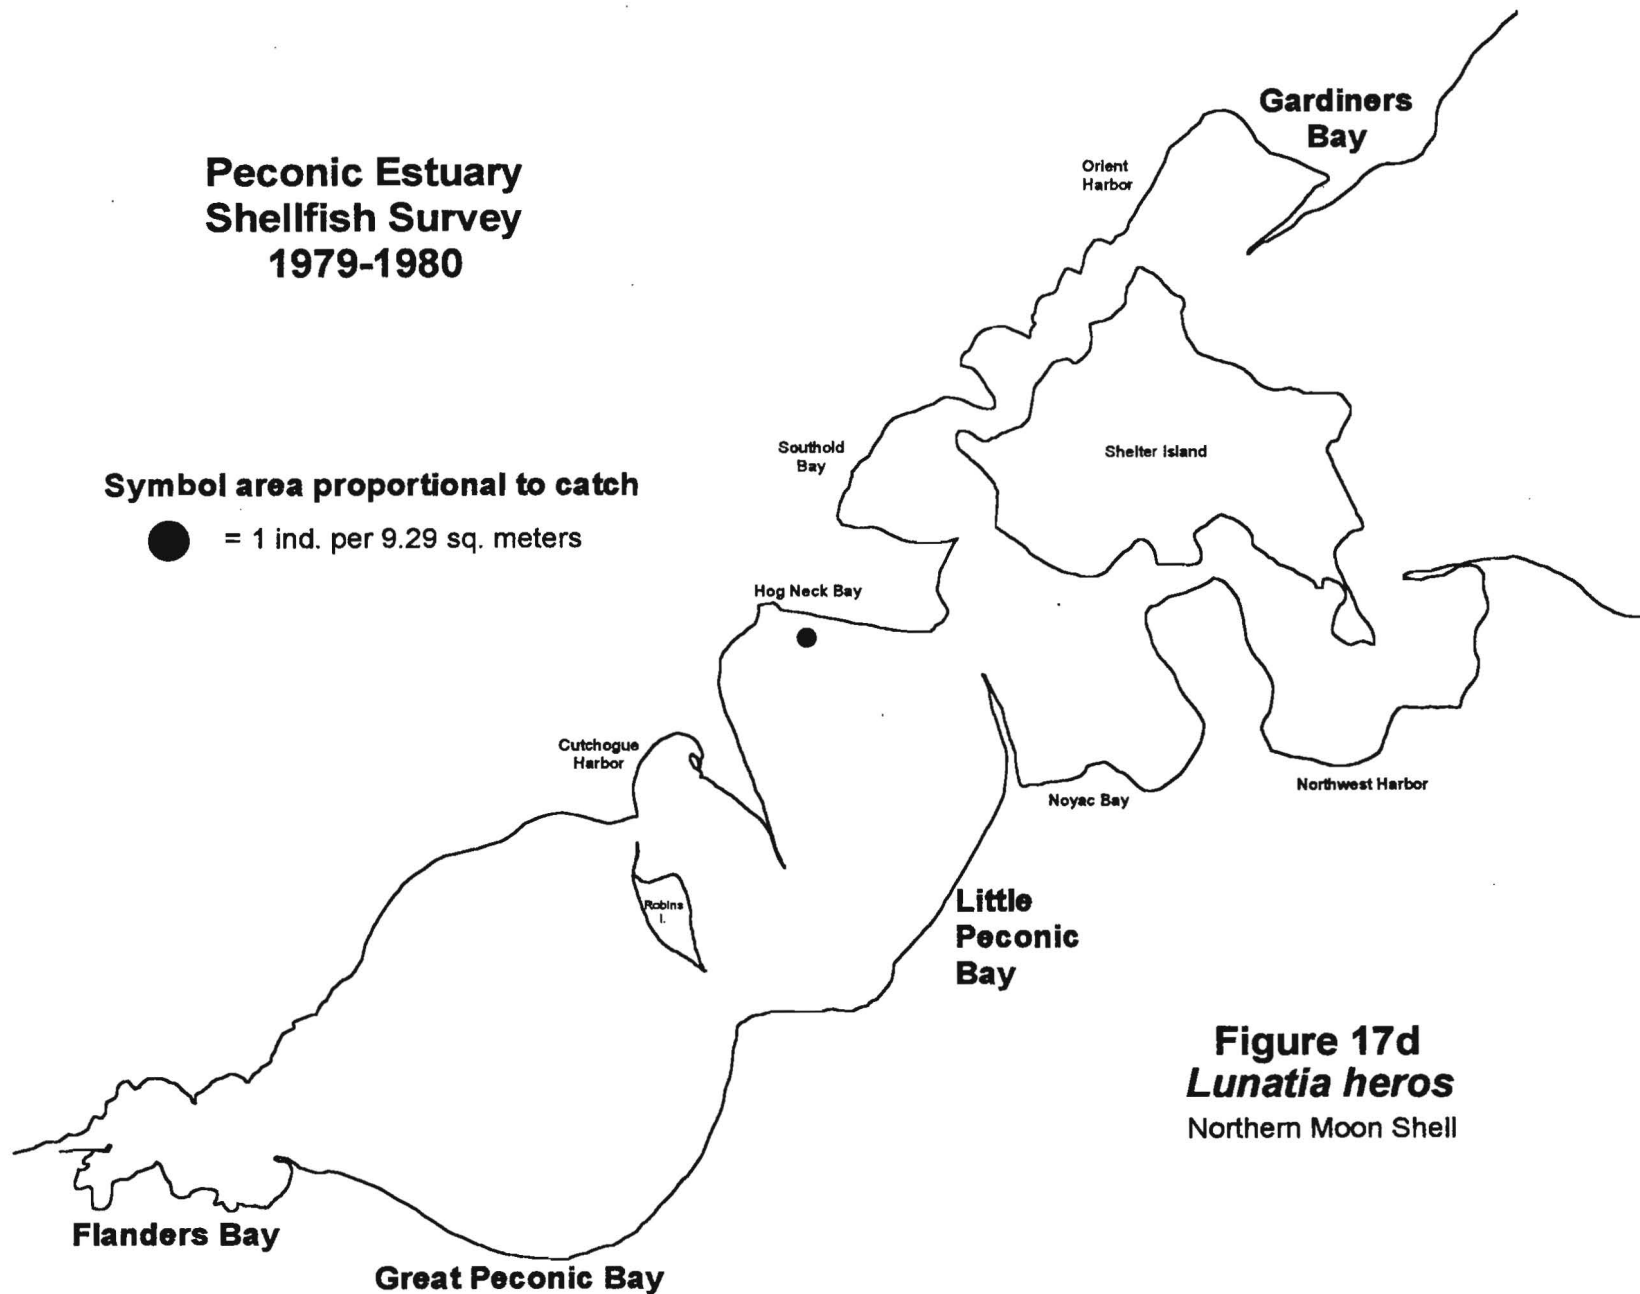 Peconic Estuary
Shellfish Survey
1979-1980
Symbol area proportional to catch
= 1 ind. per 9.29 sq. meters
Gardiners
Bay
Orient
Harbor
Southold
Bay
Shelter Island
Hog Neck Bay
Cutchogue
Harbor
Noyac Bay
Northwest Harbor
Robins
I.
Little
Peconic
Bay
Flanders Bay
Great Peconic Bay
Figure 17d
Lunatia heros
Northern Moon Shell